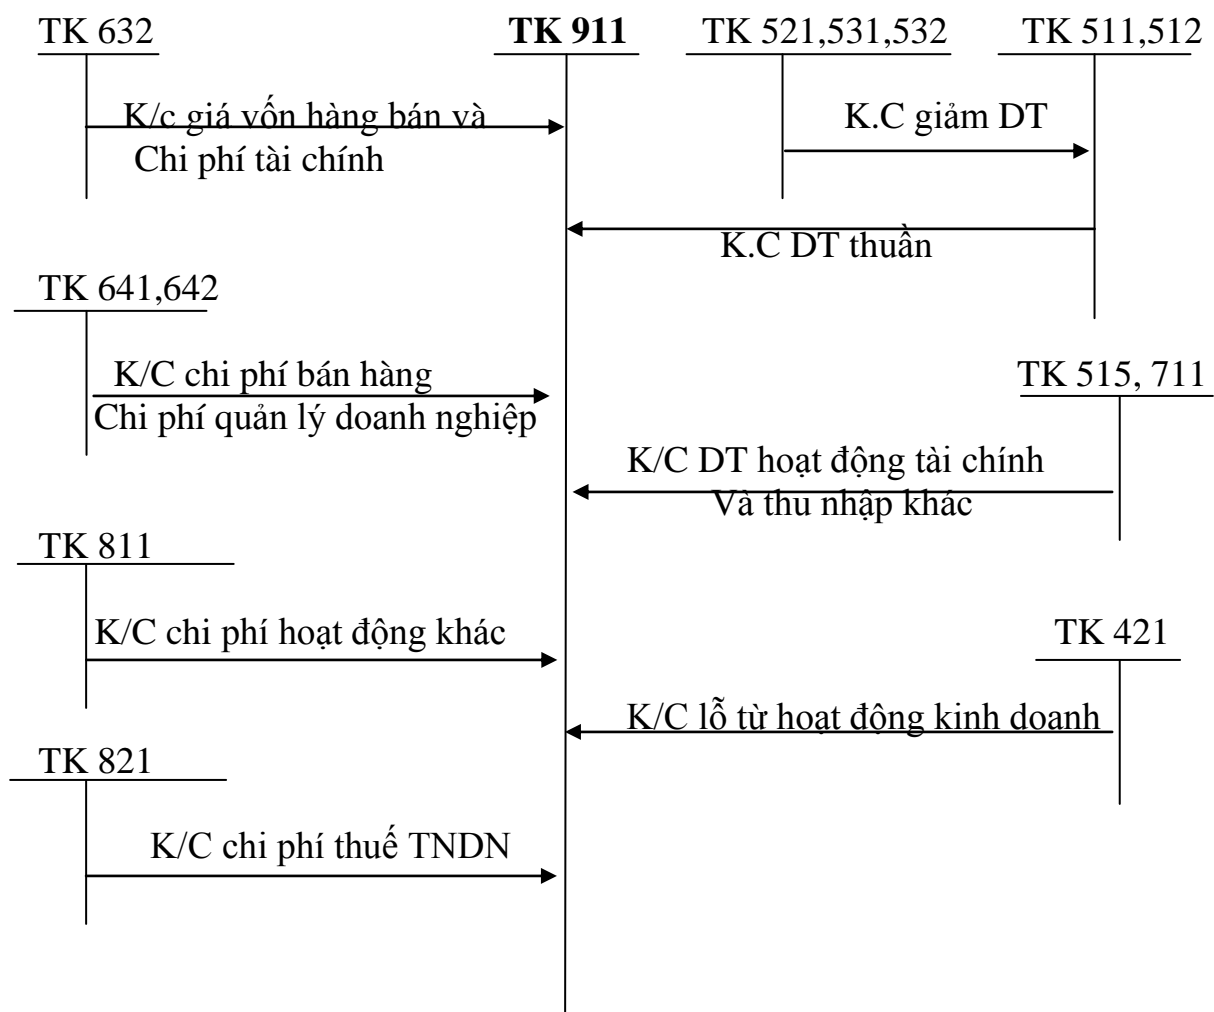 TK 632
TK 911
TK 521,531,532
TK 511,512
K/c giá vốn hàng bán và
Chi phí tài chính
K.C giảm DT
K.C DT thuần
TK 641,642
K/C chi phí bán hàng
Chi phí quản lý doanh nghiệp
TK 515, 711
K/C DT hoạt động tài chính
Và thu nhập khác
TK 811
K/C chi phí hoạt động khác
TK 421
K/C lỗ từ hoạt động kinh doanh
TK 821
K/C chi phí thuế TNDN